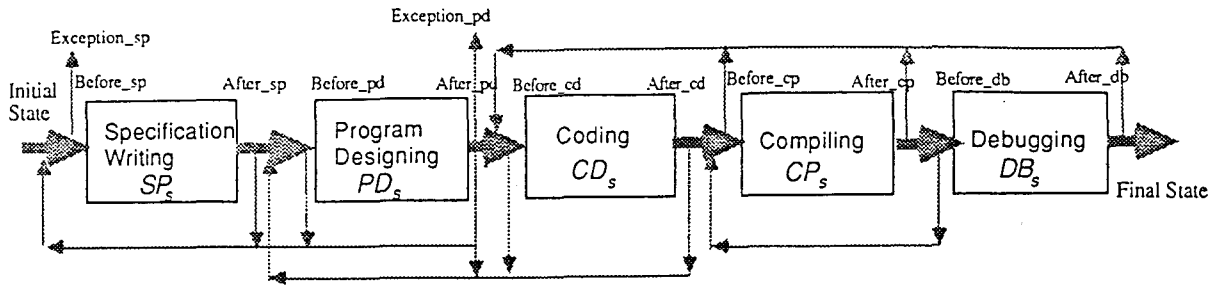 Exception_sp
Exception_pd
Initial
State
Before_sp
After_sp
Before_pd
After_pd
Before_cd
After_cd
Before_cp
After_cp
Before_db
After_db
Specification
Writing
SPs
Program
Designing
PDs
Coding
CDs
Compiling
CPs
Debugging
DBs
Final State